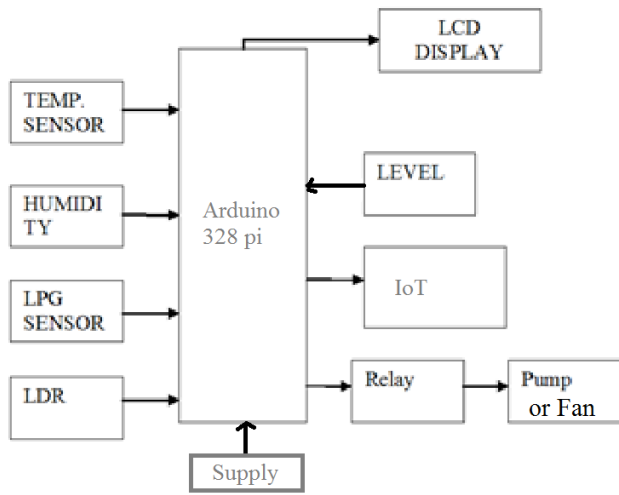 LCD
DISPLAY
TEMP.
SENSOR
LEVEL
HUMIDI
TY
Arduino
328 pi
IoT
LPG
SENSOR
LDR
Relay
Pump
or Fan
Supply